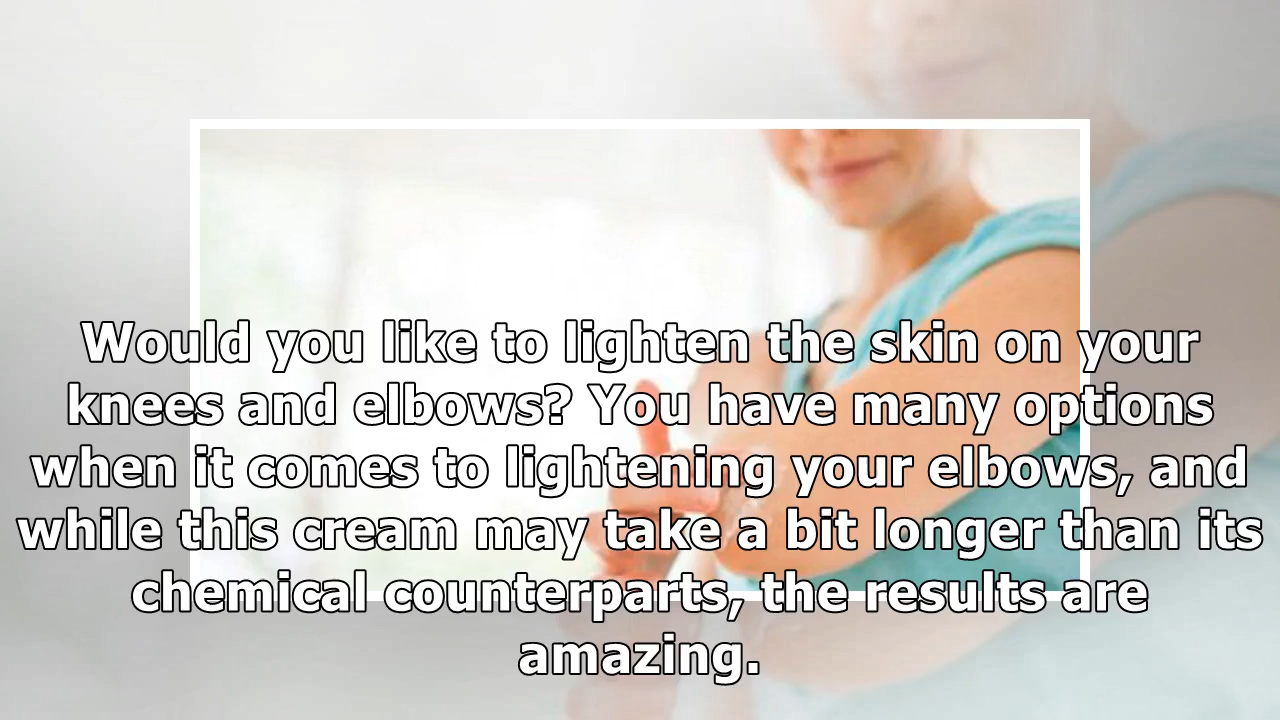 Would you like to lighten the skin on your
knees and elbows? You have many options
when it comes to lightening your elbows, and
while this cream may take a bit longer than its
chemical counterparts, the results are
amazing.